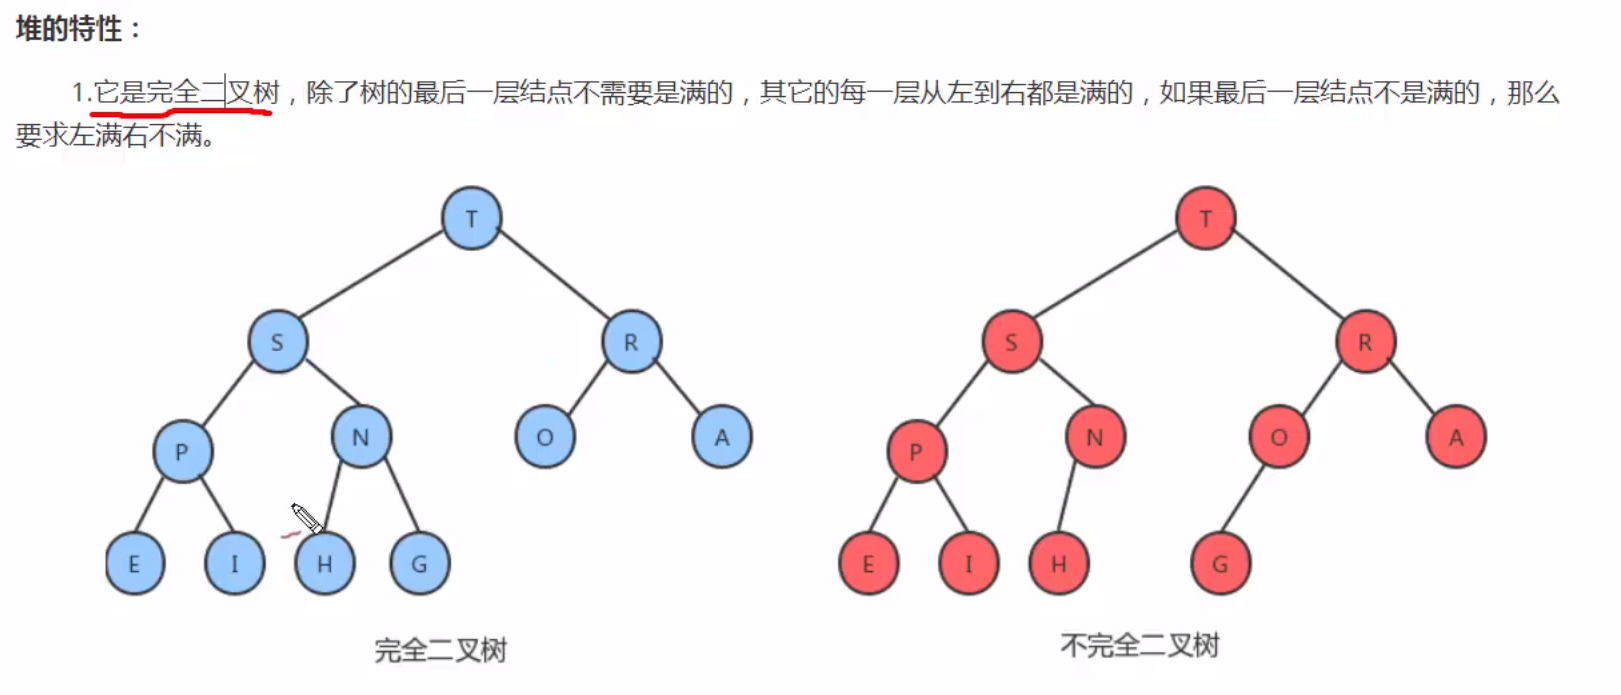 堆的特性：
1.它是完全二叉树，除了树的最后一层结点不需要是满的，其它的每一层从左到右都是满的，如果最后一层结点不是满的，那么
要求左满右不满。
T
T
S
R
S
R
P
N
O
A
P
N
O
A
E
I
H
G
E
I
H
G
完全二叉树
不完全二叉树